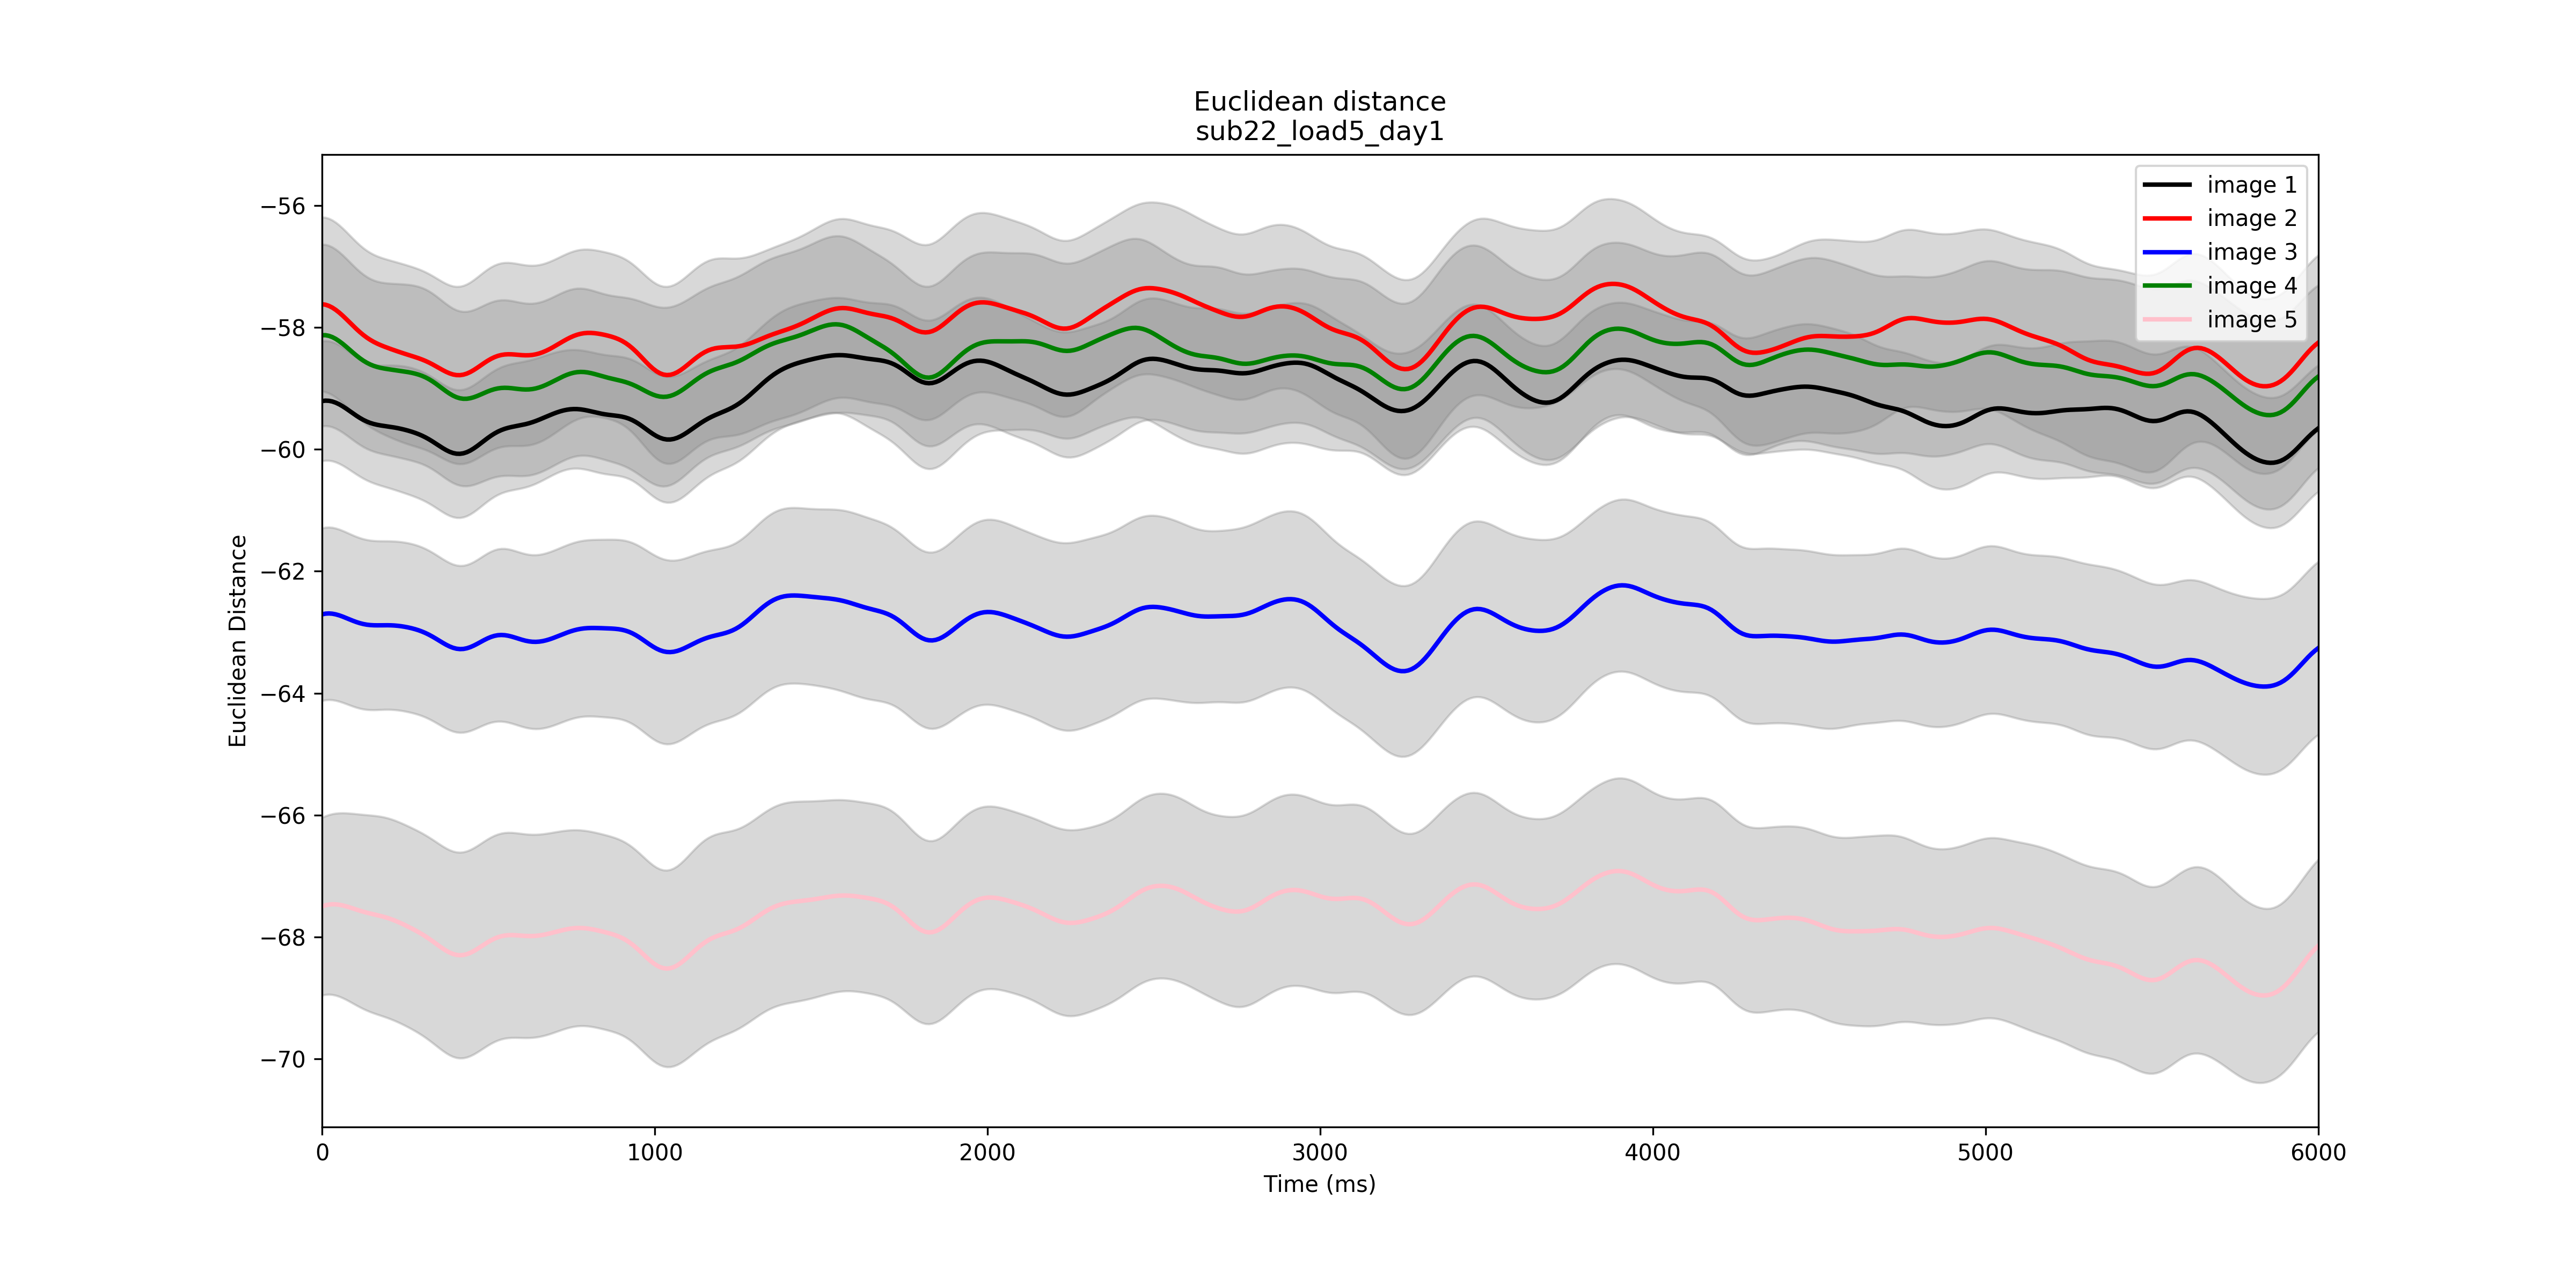 Euclidean distance
sub22_load5_day1
image 1
image 2
image 3
image 4
image 5
Euclidean Distance
−56
−58
−60
−62
−64
−66
−68
−70
0 1000 2000 3000 4000 5000 6000
Time (ms)